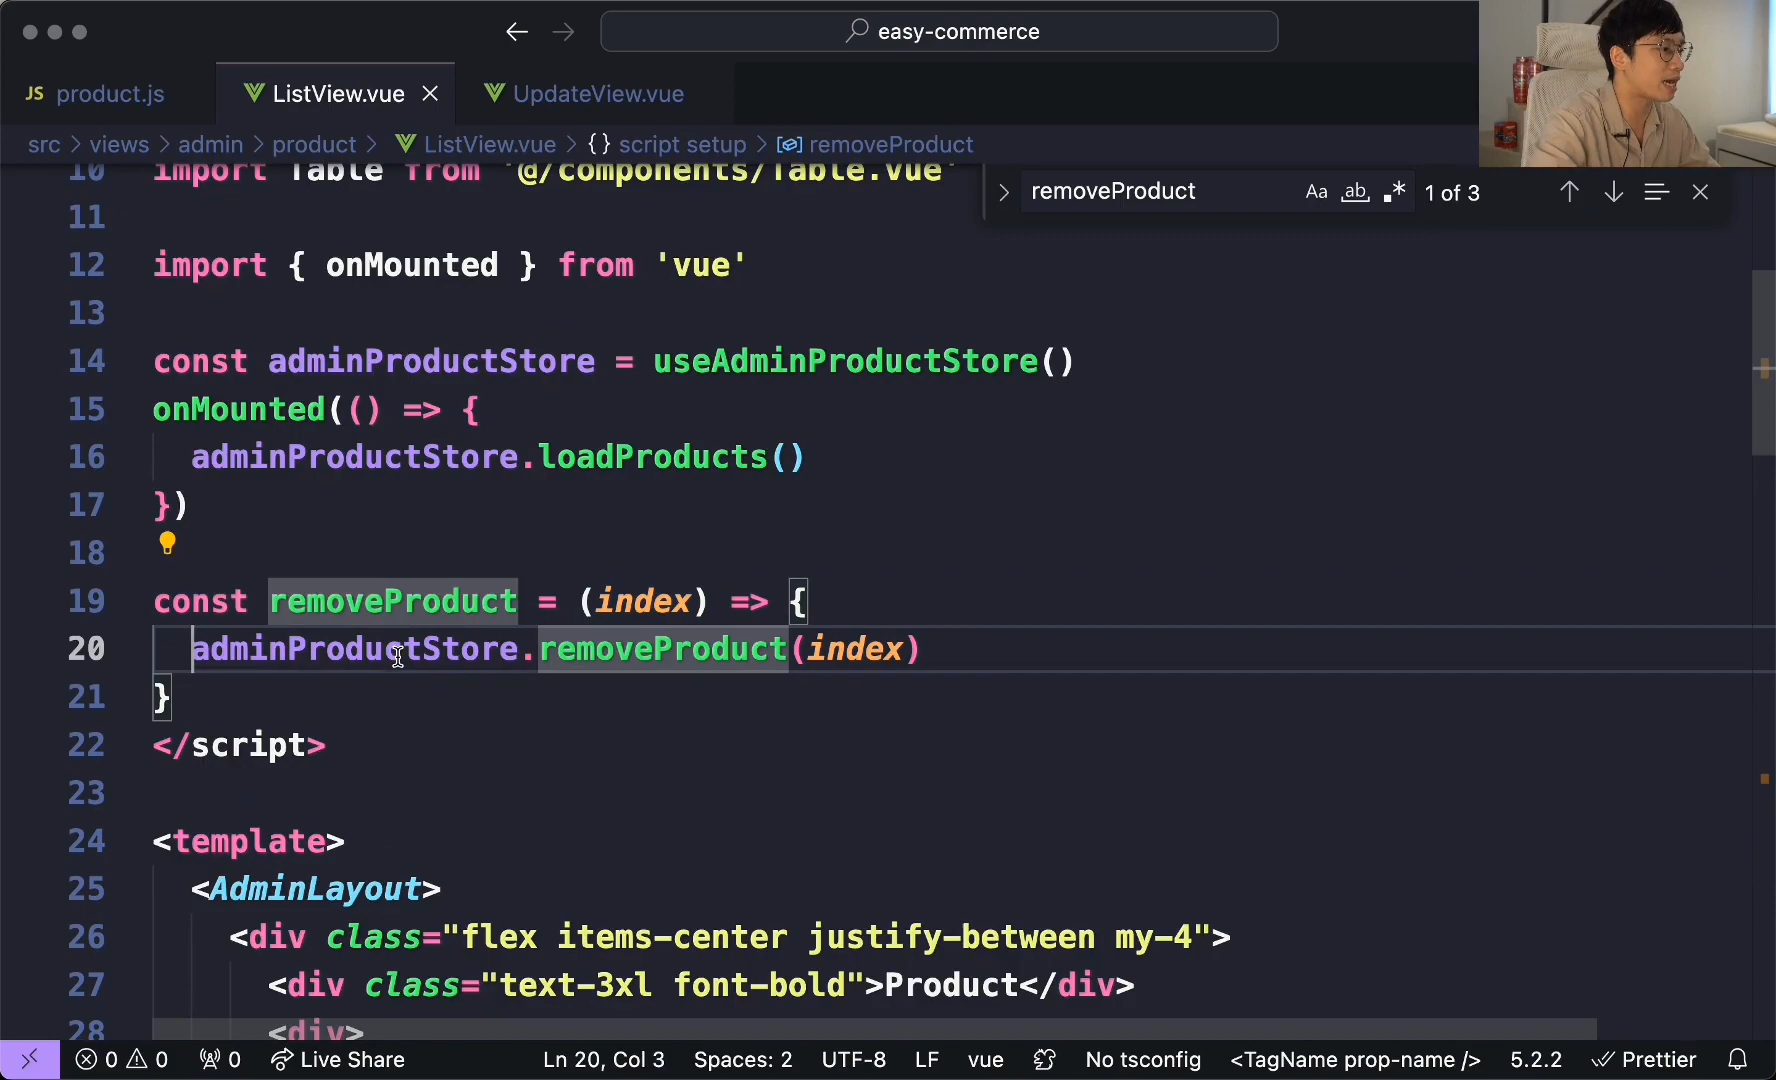 easy-commerce
JS product.js
ListView.vue
UpdateView.vue
src > views > admin > product > ListView.vue > {} script setup > removeProduct
removeProduct Aa ab 1 of 3
10 import Table from '@/components/Table.vue'
11
12 import { onMounted } from 'vue'
13
14 const adminProductStore = useAdminProductStore()
15 onMounted(() => {
16 adminProductStore.loadProducts()
17 })
18
19 const removeProduct = (index) => {
20 adminProductStore.removeProduct(index)
21 }
22 </script>
23
24 <template>
25 <AdminLayout>
26 <div class="flex items-center justify-between my-4">
27 <div class="text-3xl font-bold">Product</div>
28 <div>
0 0 0 Live Share Ln 20, Col 3 Spaces: 2 UTF-8 LF vue No tsconfig <TagName prop-name /> 5.2.2 Prettier